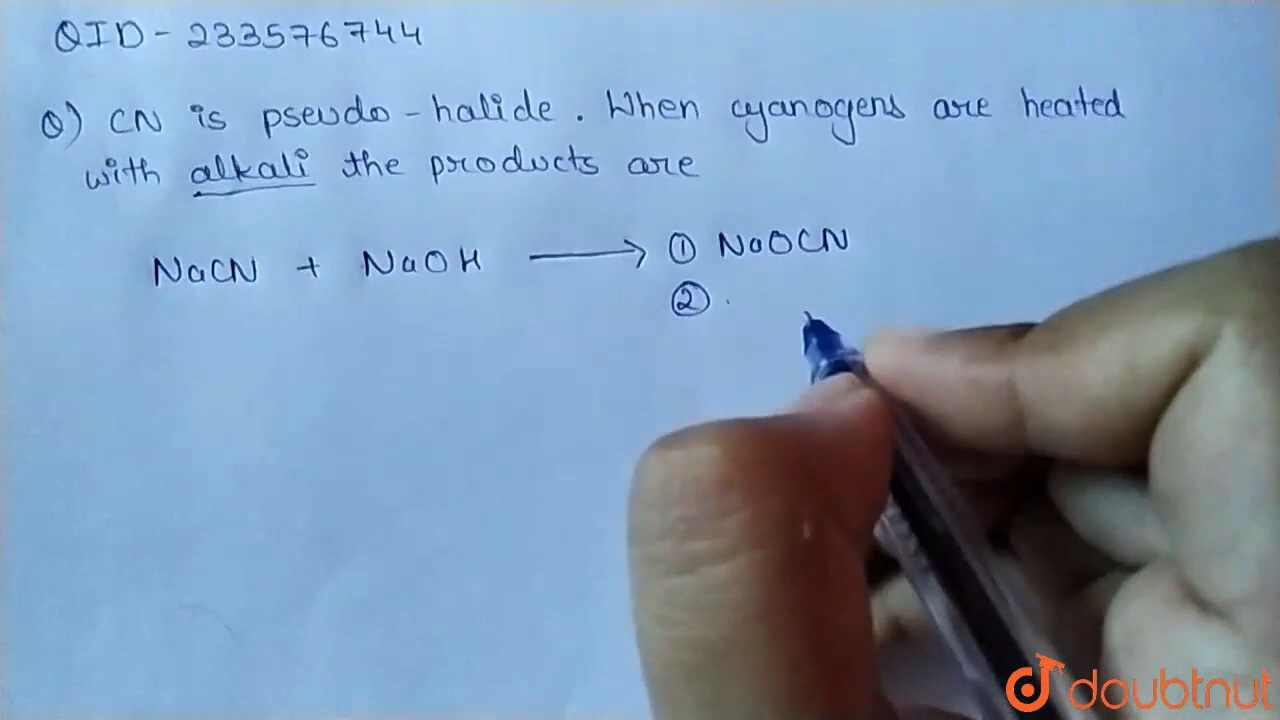 QID - 233576744
Q) CN is pseudo-halide. When cyanogens are heated
with alkali the products are
NaCN + NaOH ⟶ ① NaOCN
② .
doubtnut